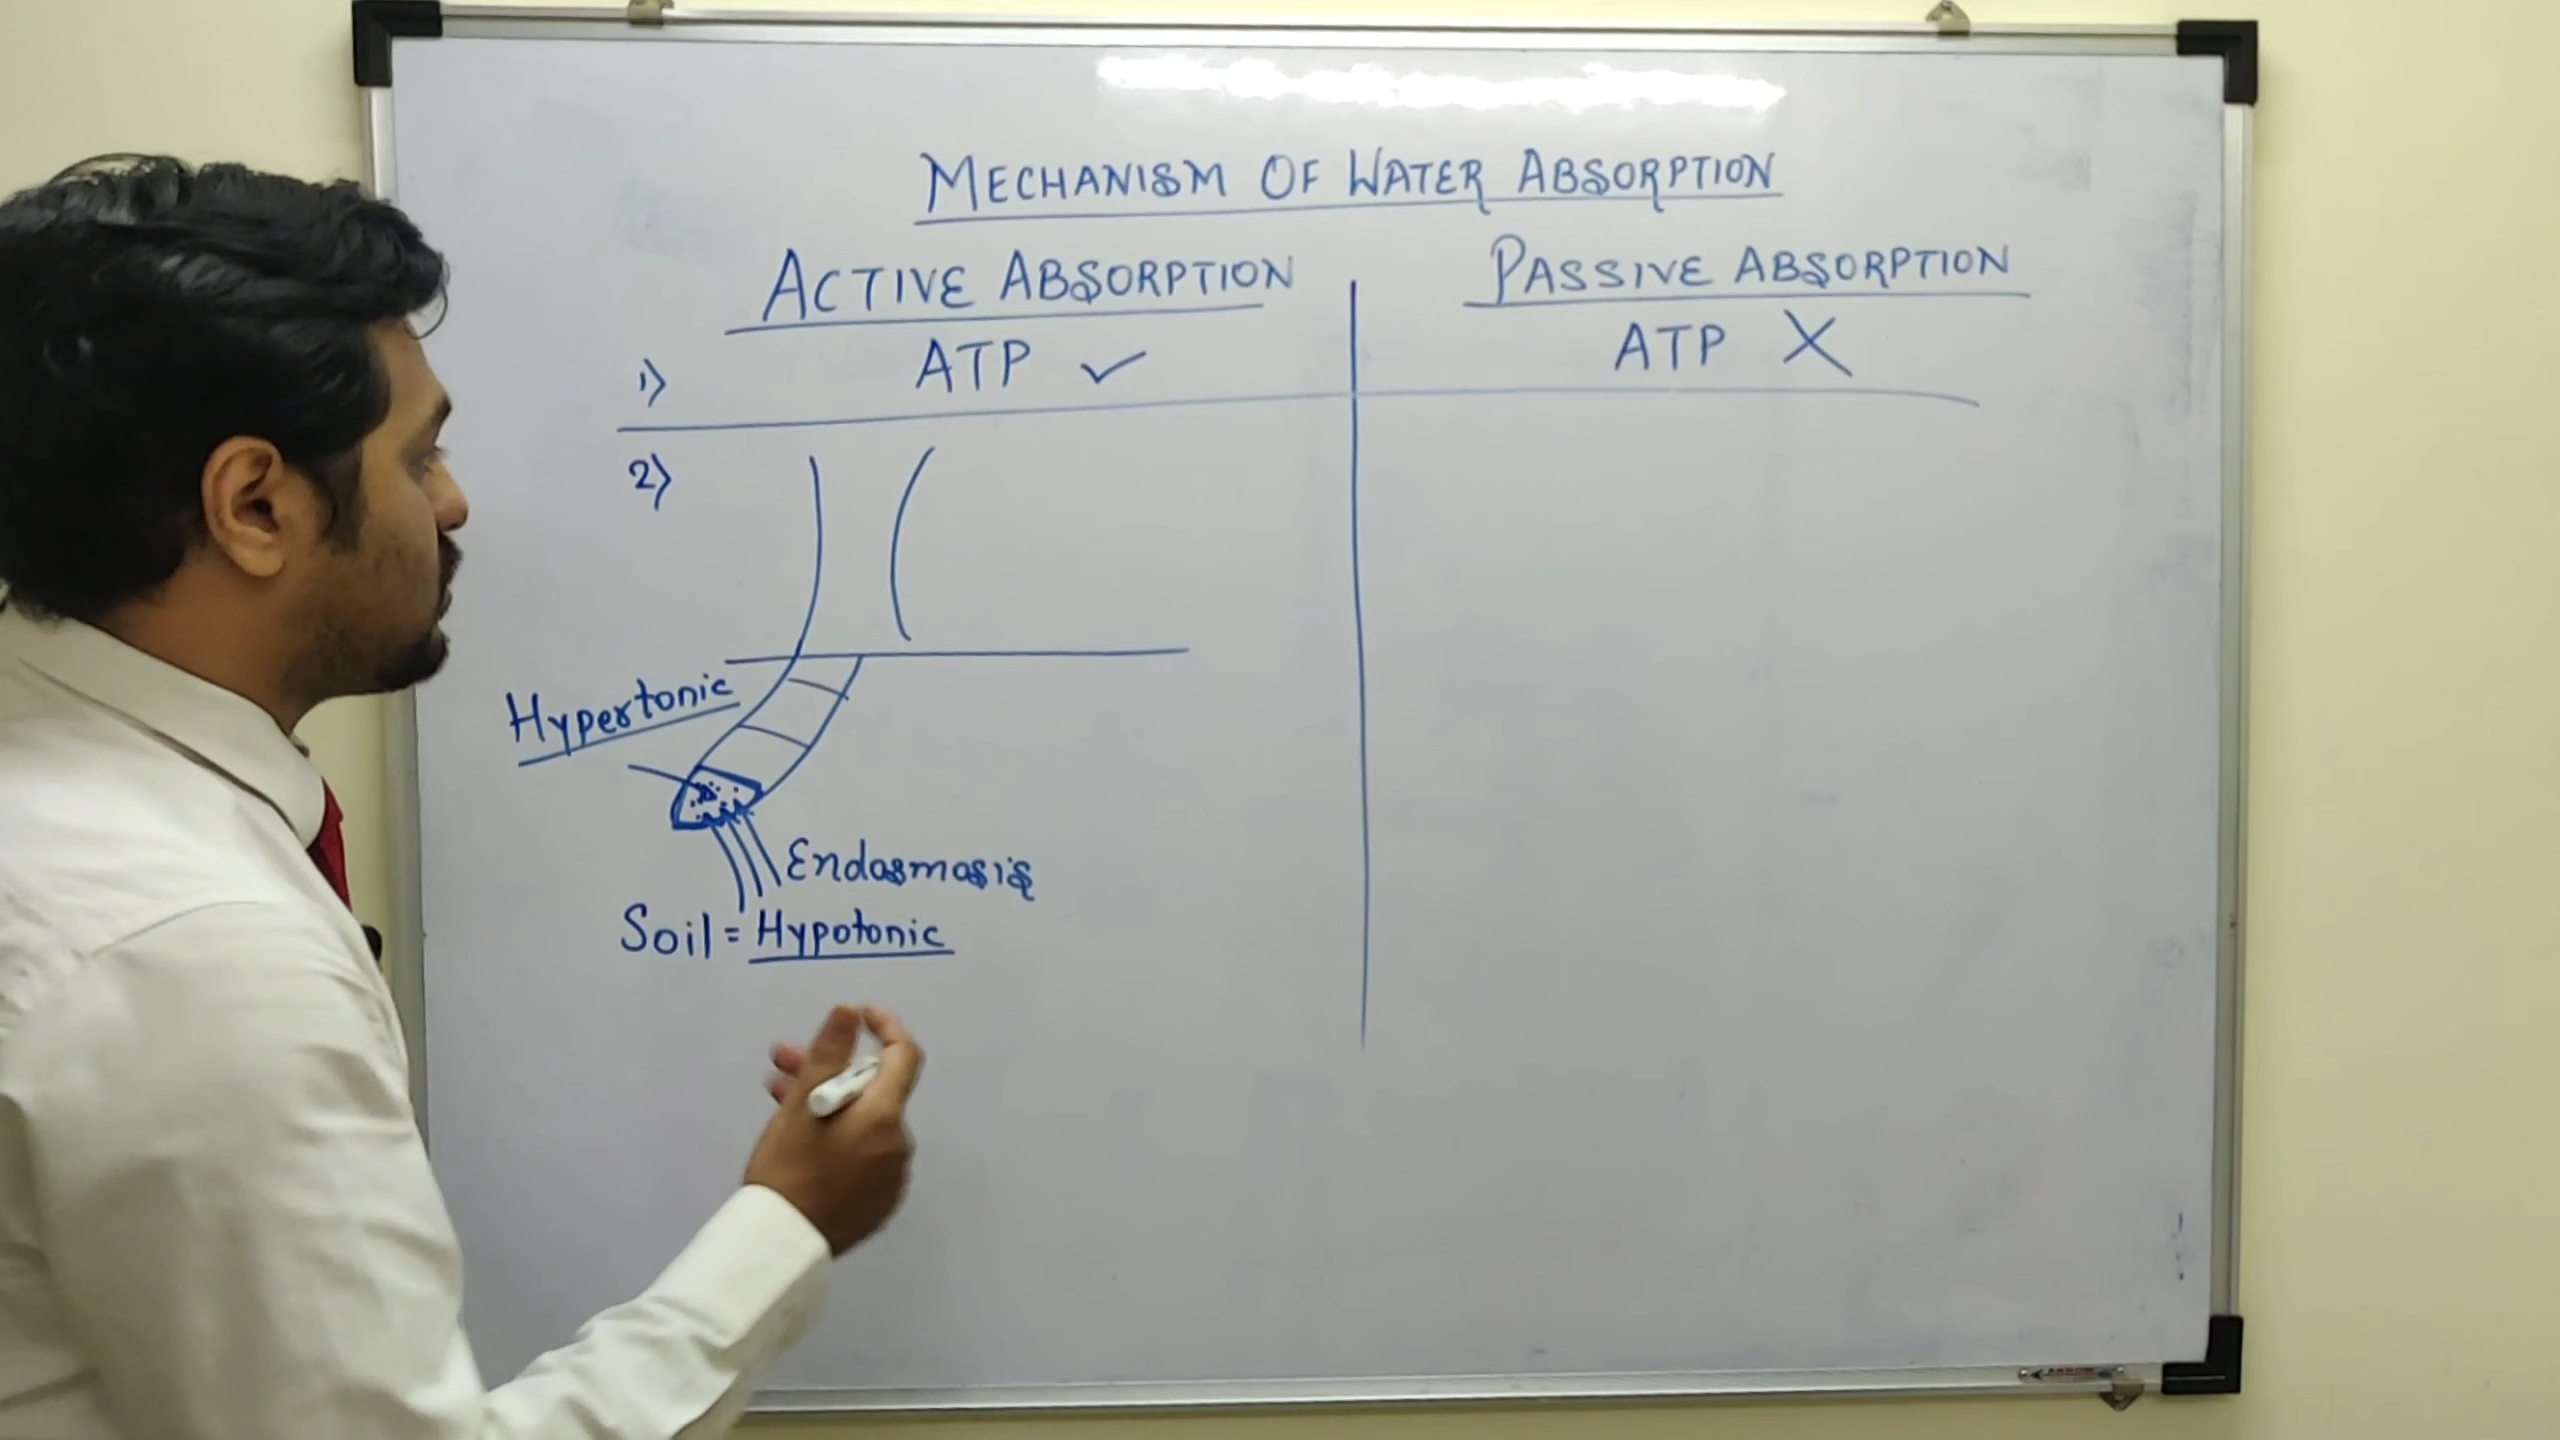 MECHANISM OF WATER ABSORPTION
ACTIVE ABSORPTION
PASSIVE ABSORPTION
1) ATP ✓
ATP X
2)
Hypertonic
Endosmosis
Soil = Hypotonic